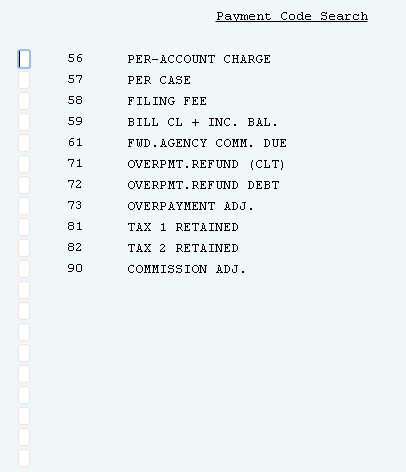 Payment Code Search
56 PER-ACCOUNT CHARGE
57 PER CASE
58 FILING FEE
59 BILL CL + INC. BAL.
61 FWD.AGENCY COMM. DUE
71 OVERPMT.REFUND (CLT)
72 OVERPMT.REFUND DEBT
73 OVERPAYMENT ADJ.
81 TAX 1 RETAINED
82 TAX 2 RETAINED
90 COMMISSION ADJ.